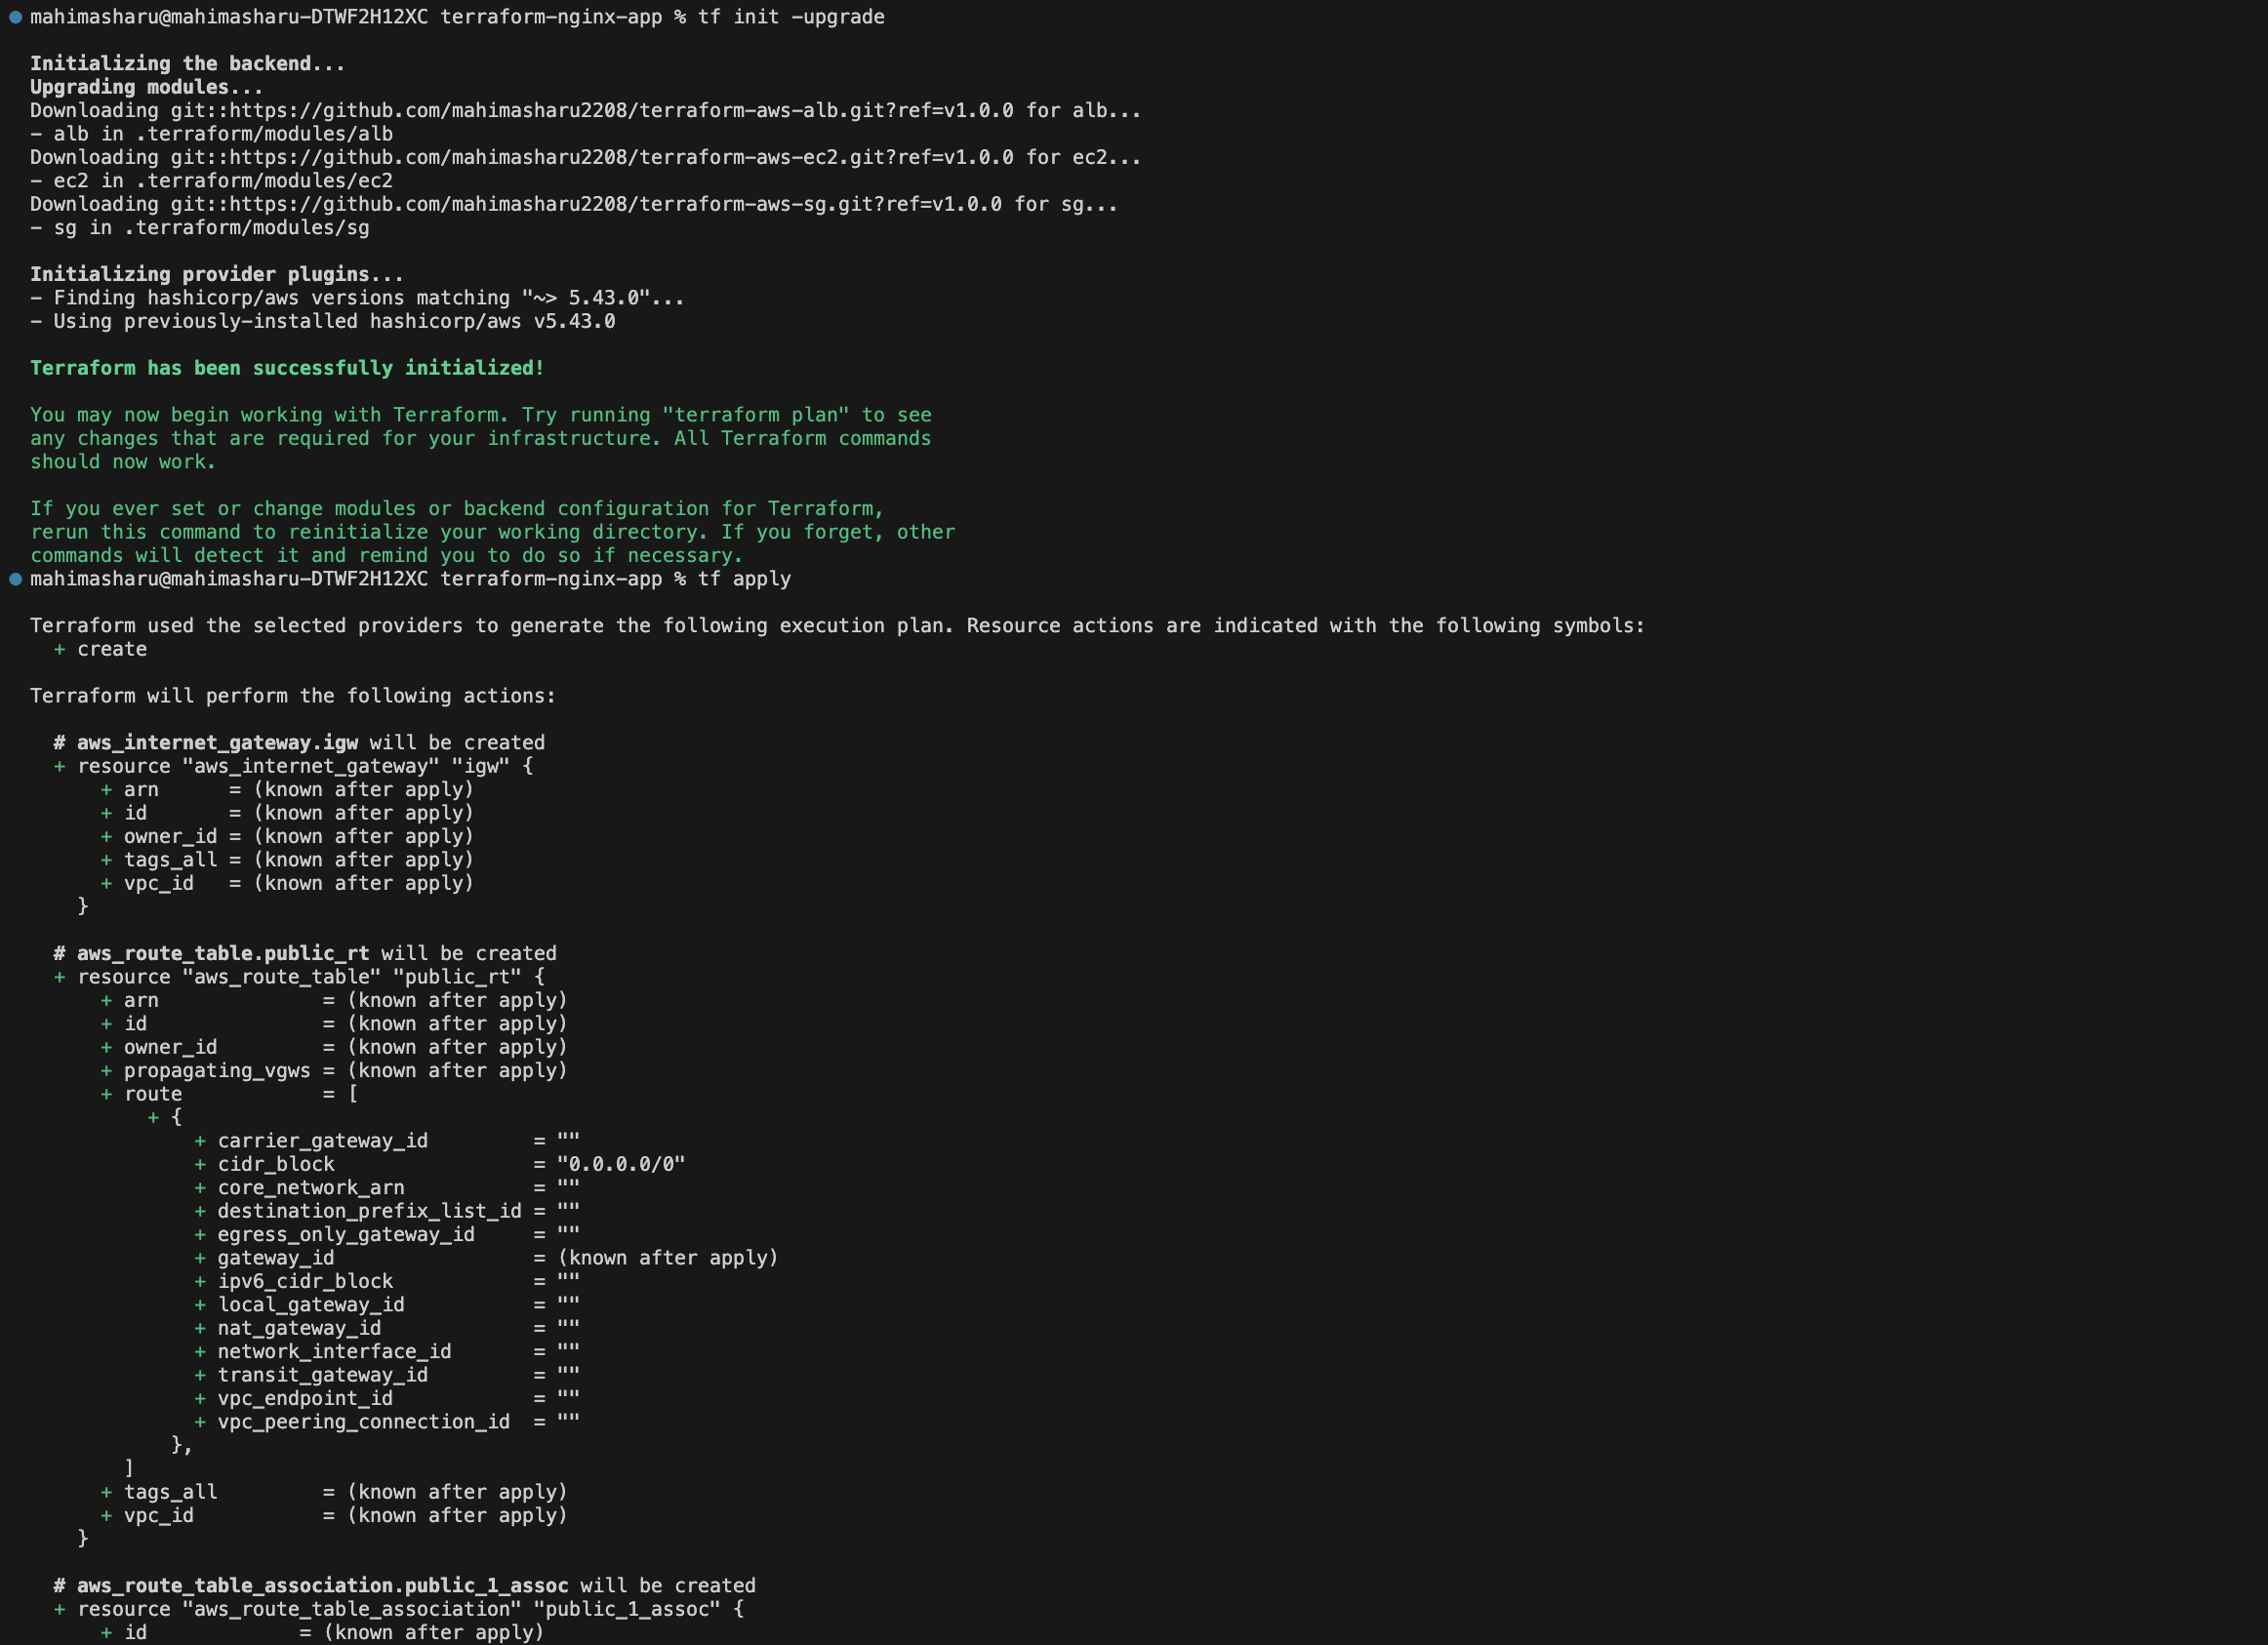 mahimasharu@mahimasharu-DTWF2H12XC terraform-nginx-app % tf init -upgrade
Initializing the backend...
Upgrading modules...
Downloading git::https://github.com/mahimasharu2208/terraform-aws-alb.git?ref=v1.0.0 for alb...
- alb in .terraform/modules/alb
Downloading git::https://github.com/mahimasharu2208/terraform-aws-ec2.git?ref=v1.0.0 for ec2...
- ec2 in .terraform/modules/ec2
Downloading git::https://github.com/mahimasharu2208/terraform-aws-sg.git?ref=v1.0.0 for sg...
- sg in .terraform/modules/sg
Initializing provider plugins...
- Finding hashicorp/aws versions matching "~> 5.43.0"...
- Using previously-installed hashicorp/aws v5.43.0
Terraform has been successfully initialized!
You may now begin working with Terraform. Try running "terraform plan" to see
any changes that are required for your infrastructure. All Terraform commands
should now work.
If you ever set or change modules or backend configuration for Terraform,
rerun this command to reinitialize your working directory. If you forget, other
commands will detect it and remind you to do so if necessary.
mahimasharu@mahimasharu-DTWF2H12XC terraform-nginx-app % tf apply
Terraform used the selected providers to generate the following execution plan. Resource actions are indicated with the following symbols:
  + create
Terraform will perform the following actions:
  # aws_internet_gateway.igw will be created
  + resource "aws_internet_gateway" "igw" {
      + arn      = (known after apply)
      + id       = (known after apply)
      + owner_id = (known after apply)
      + tags_all = (known after apply)
      + vpc_id   = (known after apply)
    }
  # aws_route_table.public_rt will be created
  + resource "aws_route_table" "public_rt" {
      + arn              = (known after apply)
      + id               = (known after apply)
      + owner_id         = (known after apply)
      + propagating_vgws = (known after apply)
      + route            = [
          + {
              + carrier_gateway_id         = ""
              + cidr_block                 = "0.0.0.0/0"
              + core_network_arn           = ""
              + destination_prefix_list_id = ""
              + egress_only_gateway_id     = ""
              + gateway_id                 = (known after apply)
              + ipv6_cidr_block            = ""
              + local_gateway_id           = ""
              + nat_gateway_id             = ""
              + network_interface_id       = ""
              + transit_gateway_id         = ""
              + vpc_endpoint_id            = ""
              + vpc_peering_connection_id  = ""
            },
        ]
      + tags_all         = (known after apply)
      + vpc_id           = (known after apply)
    }
  # aws_route_table_association.public_1_assoc will be created
  + resource "aws_route_table_association" "public_1_assoc" {
      + id             = (known after apply)